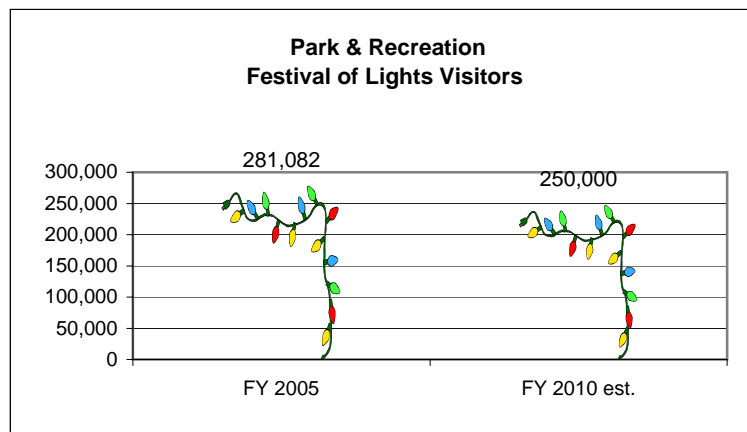 Park & Recreation
Festival of Lights Visitors
281,082
250,000
300,000
250,000
200,000
150,000
100,000
50,000
0
FY 2005
FY 2010 est.